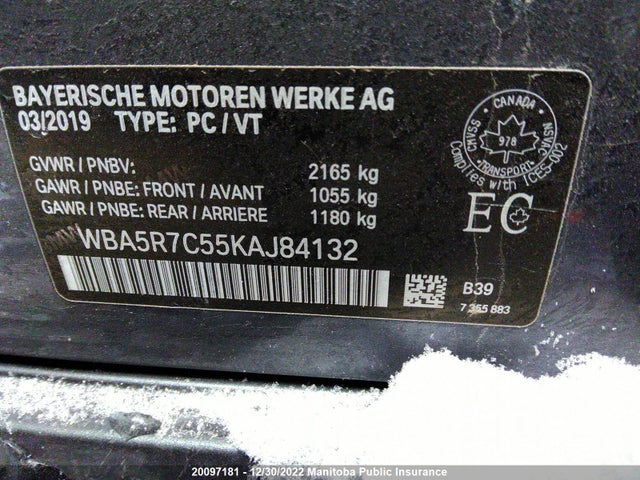 BAYERISCHE MOTOREN WERKE AG
03/2019 TYPE: PC / VT
GVWR / PNBV: 2165 kg
GAWR / PNBE: FRONT / AVANT 1055 kg
GAWR / PNBE: REAR / ARRIERE 1180 kg
WBA5R7C55KAJ84132
CANADA
CMVSS NSVAC
978
TRANSPORT
Complies with ICES-002
EC
B39
7 355 883
20097181 - 12/30/2022 Manitoba Public Insurance